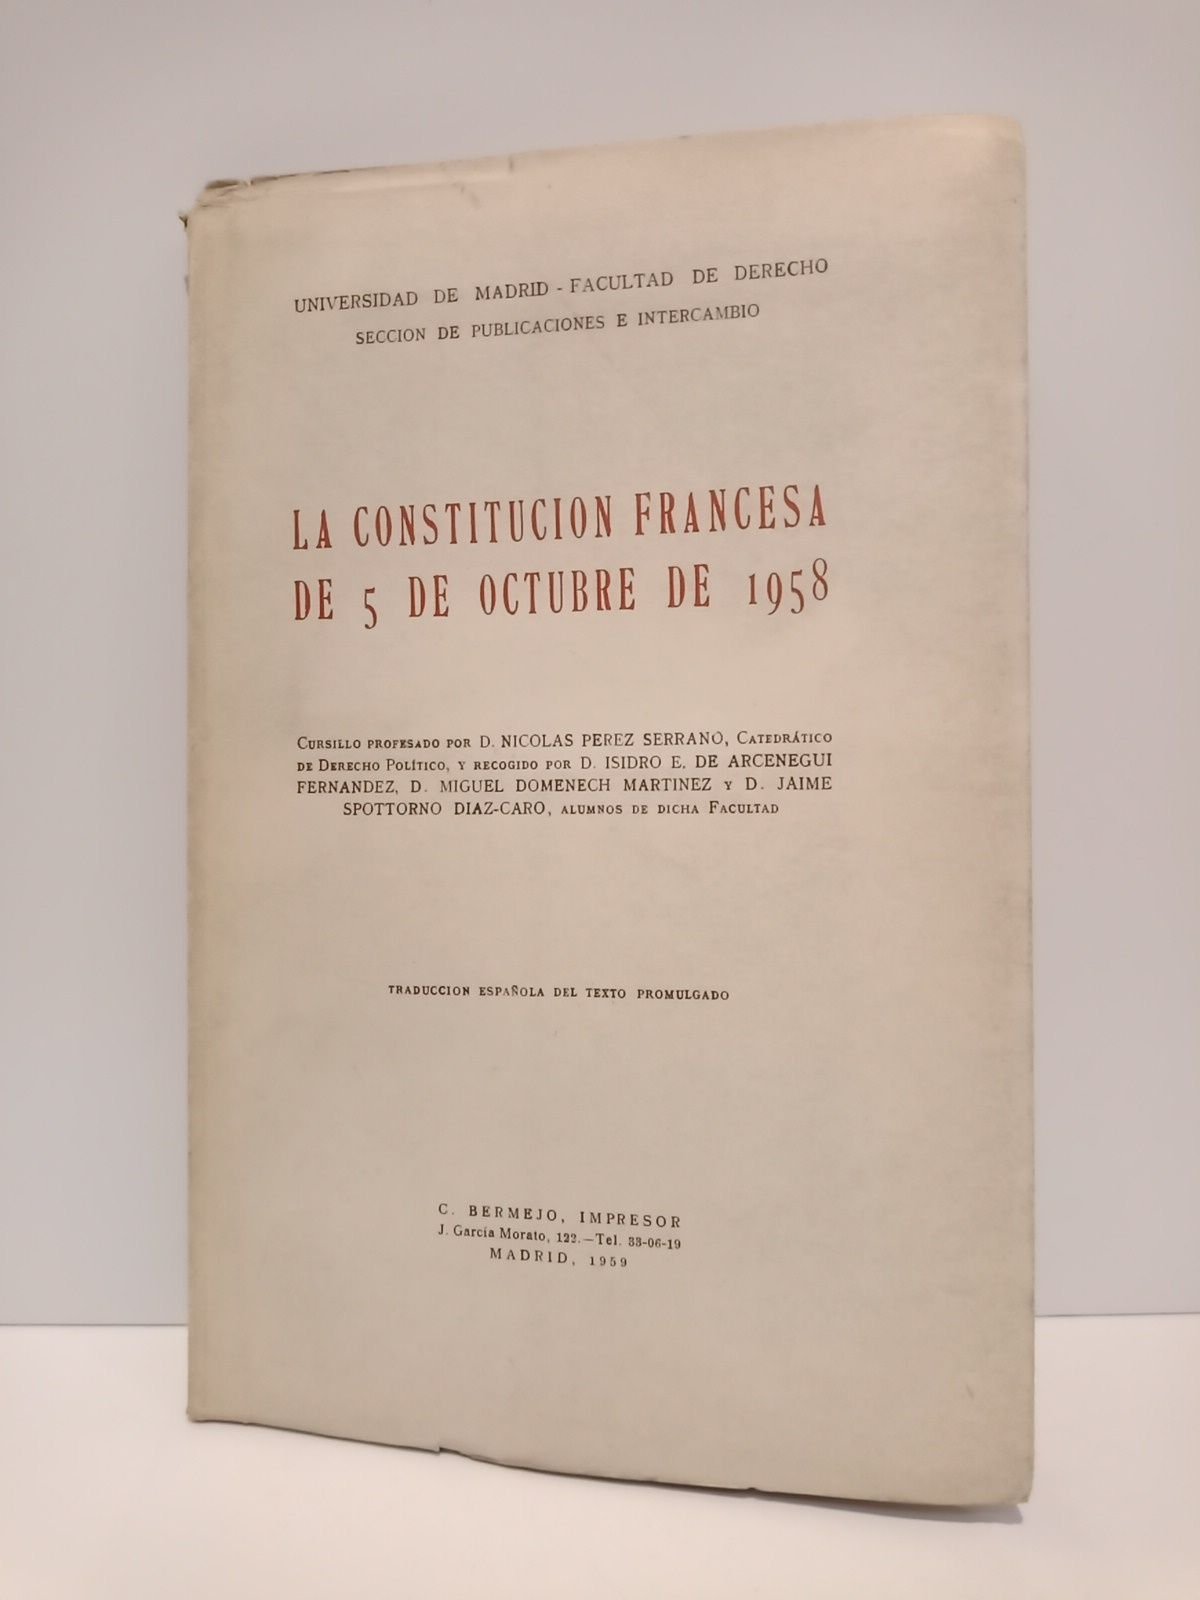 UNIVERSIDAD DE MADRID - FACULTAD DE DERECHO
SECCION DE PUBLICACIONES E INTERCAMBIO
LA CONSTITUCION FRANCESA
DE 5 DE OCTUBRE DE 1958
CURSILLO PROFESADO POR D. NICOLAS PEREZ SERRANO, CATEDRÁTICO
DE DERECHO POLÍTICO, Y RECOGIDO POR D. ISIDRO E. DE ARCENEGUI
FERNANDEZ, D. MIGUEL DOMENECH MARTINEZ Y D. JAIME
SPOTTORNO DIAZ-CARO, ALUMNOS DE DICHA FACULTAD
TRADUCCION ESPAÑOLA DEL TEXTO PROMULGADO
C. BERMEJO, IMPRESOR
J. García Morato, 122.—Tel. 33-06-19
MADRID, 1959